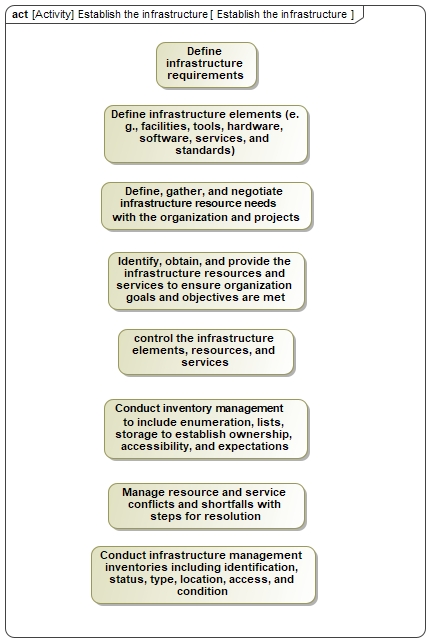 act [Activity] Establish the infrastructure [ Establish the infrastructure ]
Define
infrastructure
requirements
Define infrastructure elements (e.
g., facilities, tools, hardware,
software, services, and
standards)
Define, gather, and negotiate
infrastructure resource needs
with the organization and projects
Identify, obtain, and provide the
infrastructure resources and
services to ensure organization
goals and objectives are met
control the infrastructure
elements, resources, and
services
Conduct inventory management
to include enumeration, lists,
storage to establish ownership,
accessibility, and expectations
Manage resource and service
conflicts and shortfalls with
steps for resolution
Conduct infrastructure management
inventories including identification,
status, type, location, access, and
condition